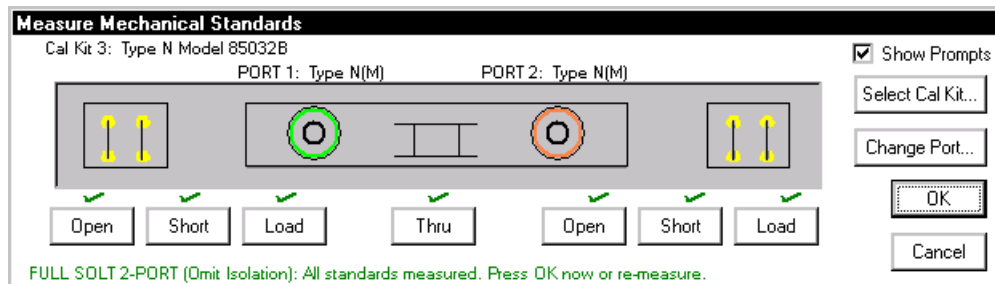 Measure Mechanical Standards
Cal Kit 3: Type N Model 85032B
Show Prompts
PORT 1: Type N(M) PORT 2: Type N(M)
Select Cal Kit...
Change Port...
OK
Open Short Load Thru Open Short Load
Cancel
FULL SOLT 2-PORT (Omit Isolation): All standards measured. Press OK now or re-measure.